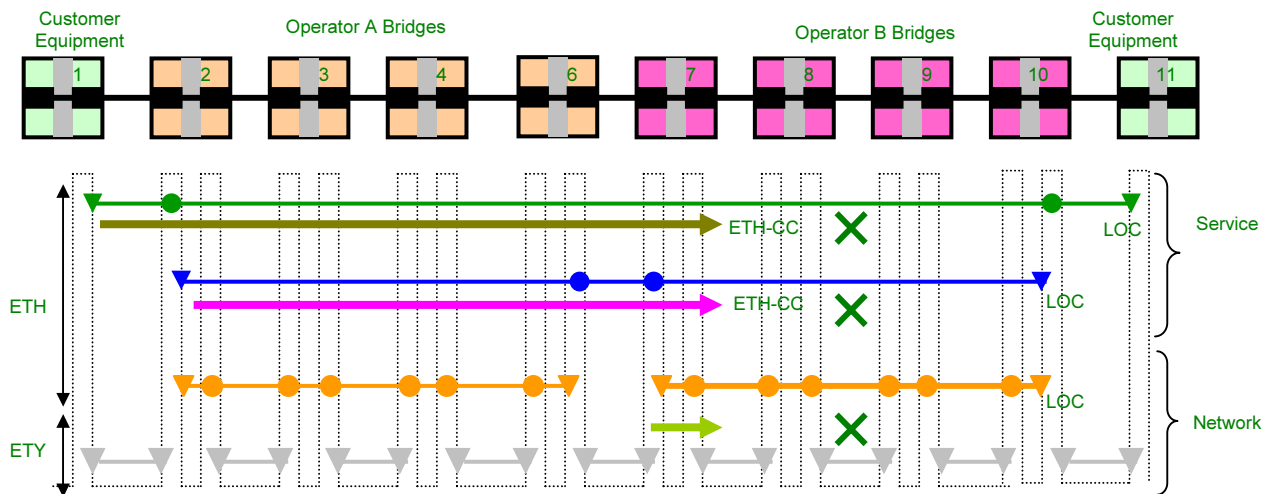 Customer
Equipment
Operator A Bridges
Operator B Bridges
Customer
Equipment
1
2
3
4
6
7
8
9
10
11
ETH-CC
LOC
Service
ETH
ETH-CC
LOC
LOC
Network
ETY